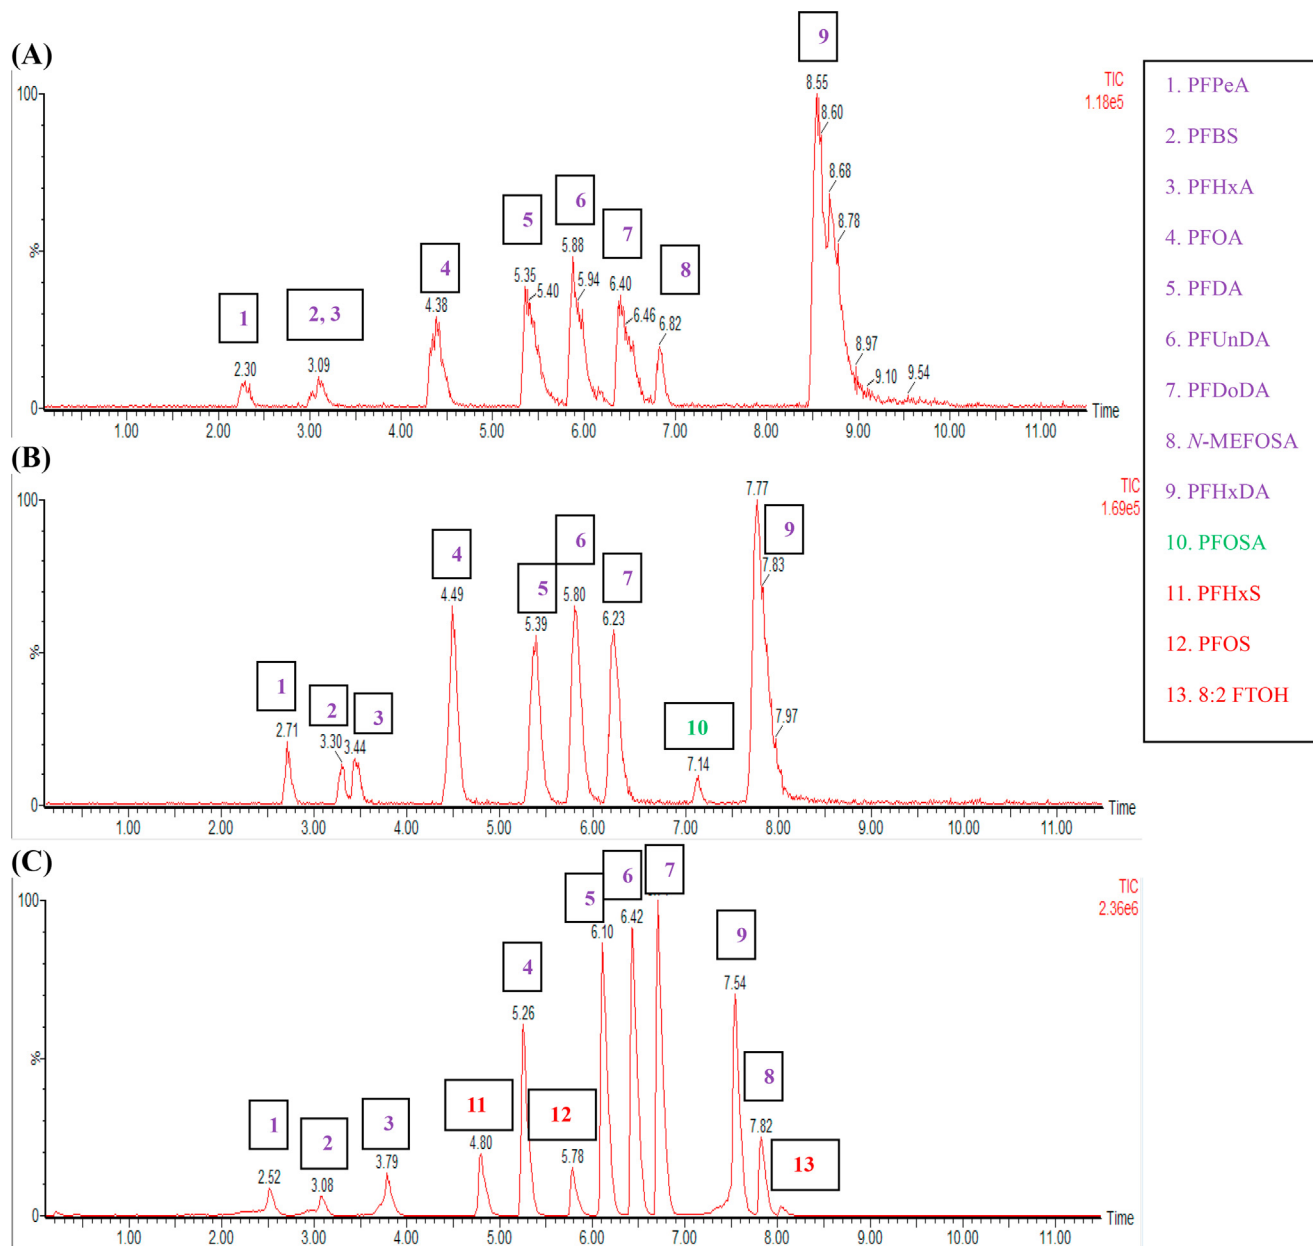 (A)
9
TIC
1.18e5
100
8.55
8.60
8.68
8.78
6
5
5.88
7
4
5.35
5.94
6.40
8
5.40
4.38
6.46
6.82
1
2, 3
2.30
3.09
8.97
9.10
9.54
%
0
1.00 2.00 3.00 4.00 5.00 6.00 7.00 8.00 9.00 10.00 11.00
Time
(B)
TIC
1.69e5
100
7.77
9
7.83
4
6
5
7
4.49
5.80
5.39
6.23
1
2
3
2.71
3.30
3.44
10
7.14
7.97
%
0
1.00 2.00 3.00 4.00 5.00 6.00 7.00 8.00 9.00 10.00 11.00
Time
(C)
TIC
2.36e6
100
7
6
5
6.42
6.10
9
4
7.54
5.26
8
11
12
7.82
1
2
3
4.80
5.78
13
2.52
3.08
3.79
%
0
1.00 2.00 3.00 4.00 5.00 6.00 7.00 8.00 9.00 10.00 11.00
Time
1. PFPeA
2. PFBS
3. PFHxA
4. PFOA
5. PFDA
6. PFUnDA
7. PFDoDA
8. N-MEFOSA
9. PFHxDA
10. PFOSA
11. PFHxS
12. PFOS
13. 8:2 FTOH